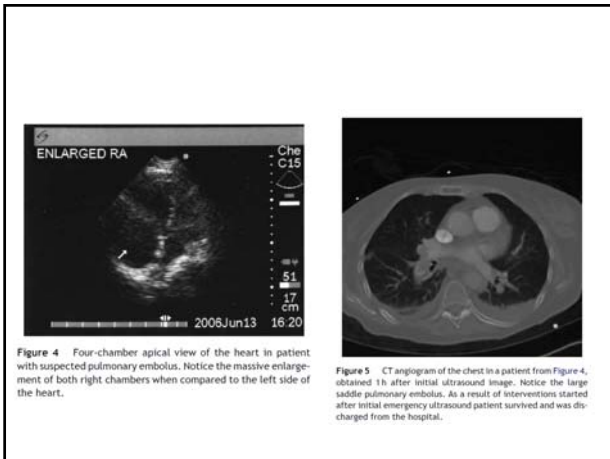 ENLARGED RA
Che
C15
51
17
cm
2006Jun13 16:20
Figure 4 Four-chamber apical view of the heart in patient
with suspected pulmonary embolus. Notice the massive enlarge-
ment of both right chambers when compared to the left side of
the heart.
Figure 5 CT angiogram of the chest in a patient from Figure 4,
obtained 1h after initial ultrasound image. Notice the large
saddle pulmonary embolus. As a result of interventions started
after initial emergency ultrasound patient survived and was dis-
charged from the hospital.